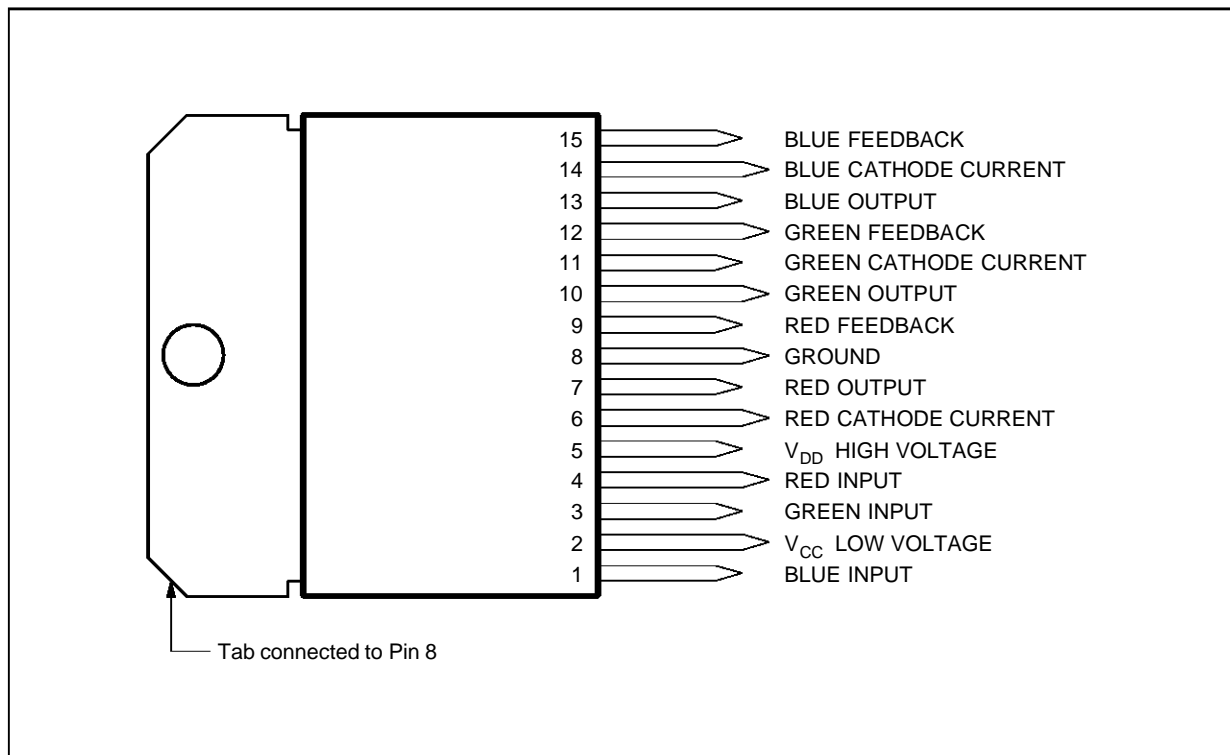 15 BLUE FEEDBACK
14 BLUE CATHODE CURRENT
13 BLUE OUTPUT
12 GREEN FEEDBACK
11 GREEN CATHODE CURRENT
10 GREEN OUTPUT
9 RED FEEDBACK
8 GROUND
7 RED OUTPUT
6 RED CATHODE CURRENT
5 VDD HIGH VOLTAGE
4 RED INPUT
3 GREEN INPUT
2 VCC LOW VOLTAGE
1 BLUE INPUT
Tab connected to Pin 8